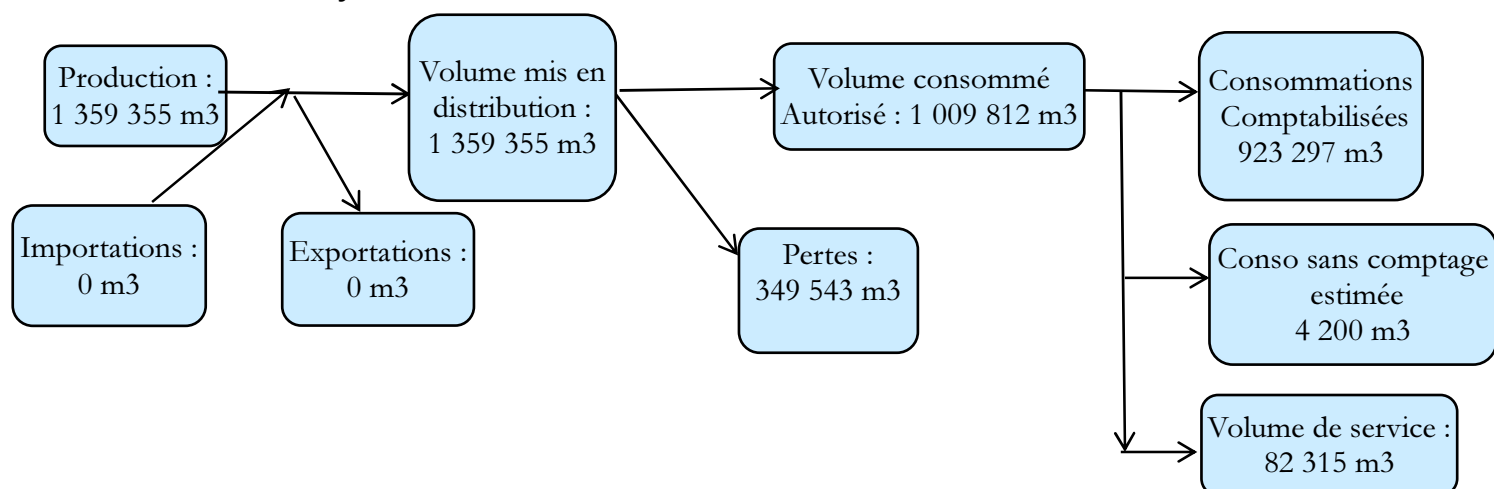 Production :
1 359 355 m3
Importations :
0 m3
Exportations :
0 m3
Volume mis en
distribution :
1 359 355 m3
Volume consommé
Autorisé : 1 009 812 m3
Pertes :
349 543 m3
Consommations
Comptabilisées
923 297 m3
Conso sans comptage
estimée
4 200 m3
Volume de service :
82 315 m3